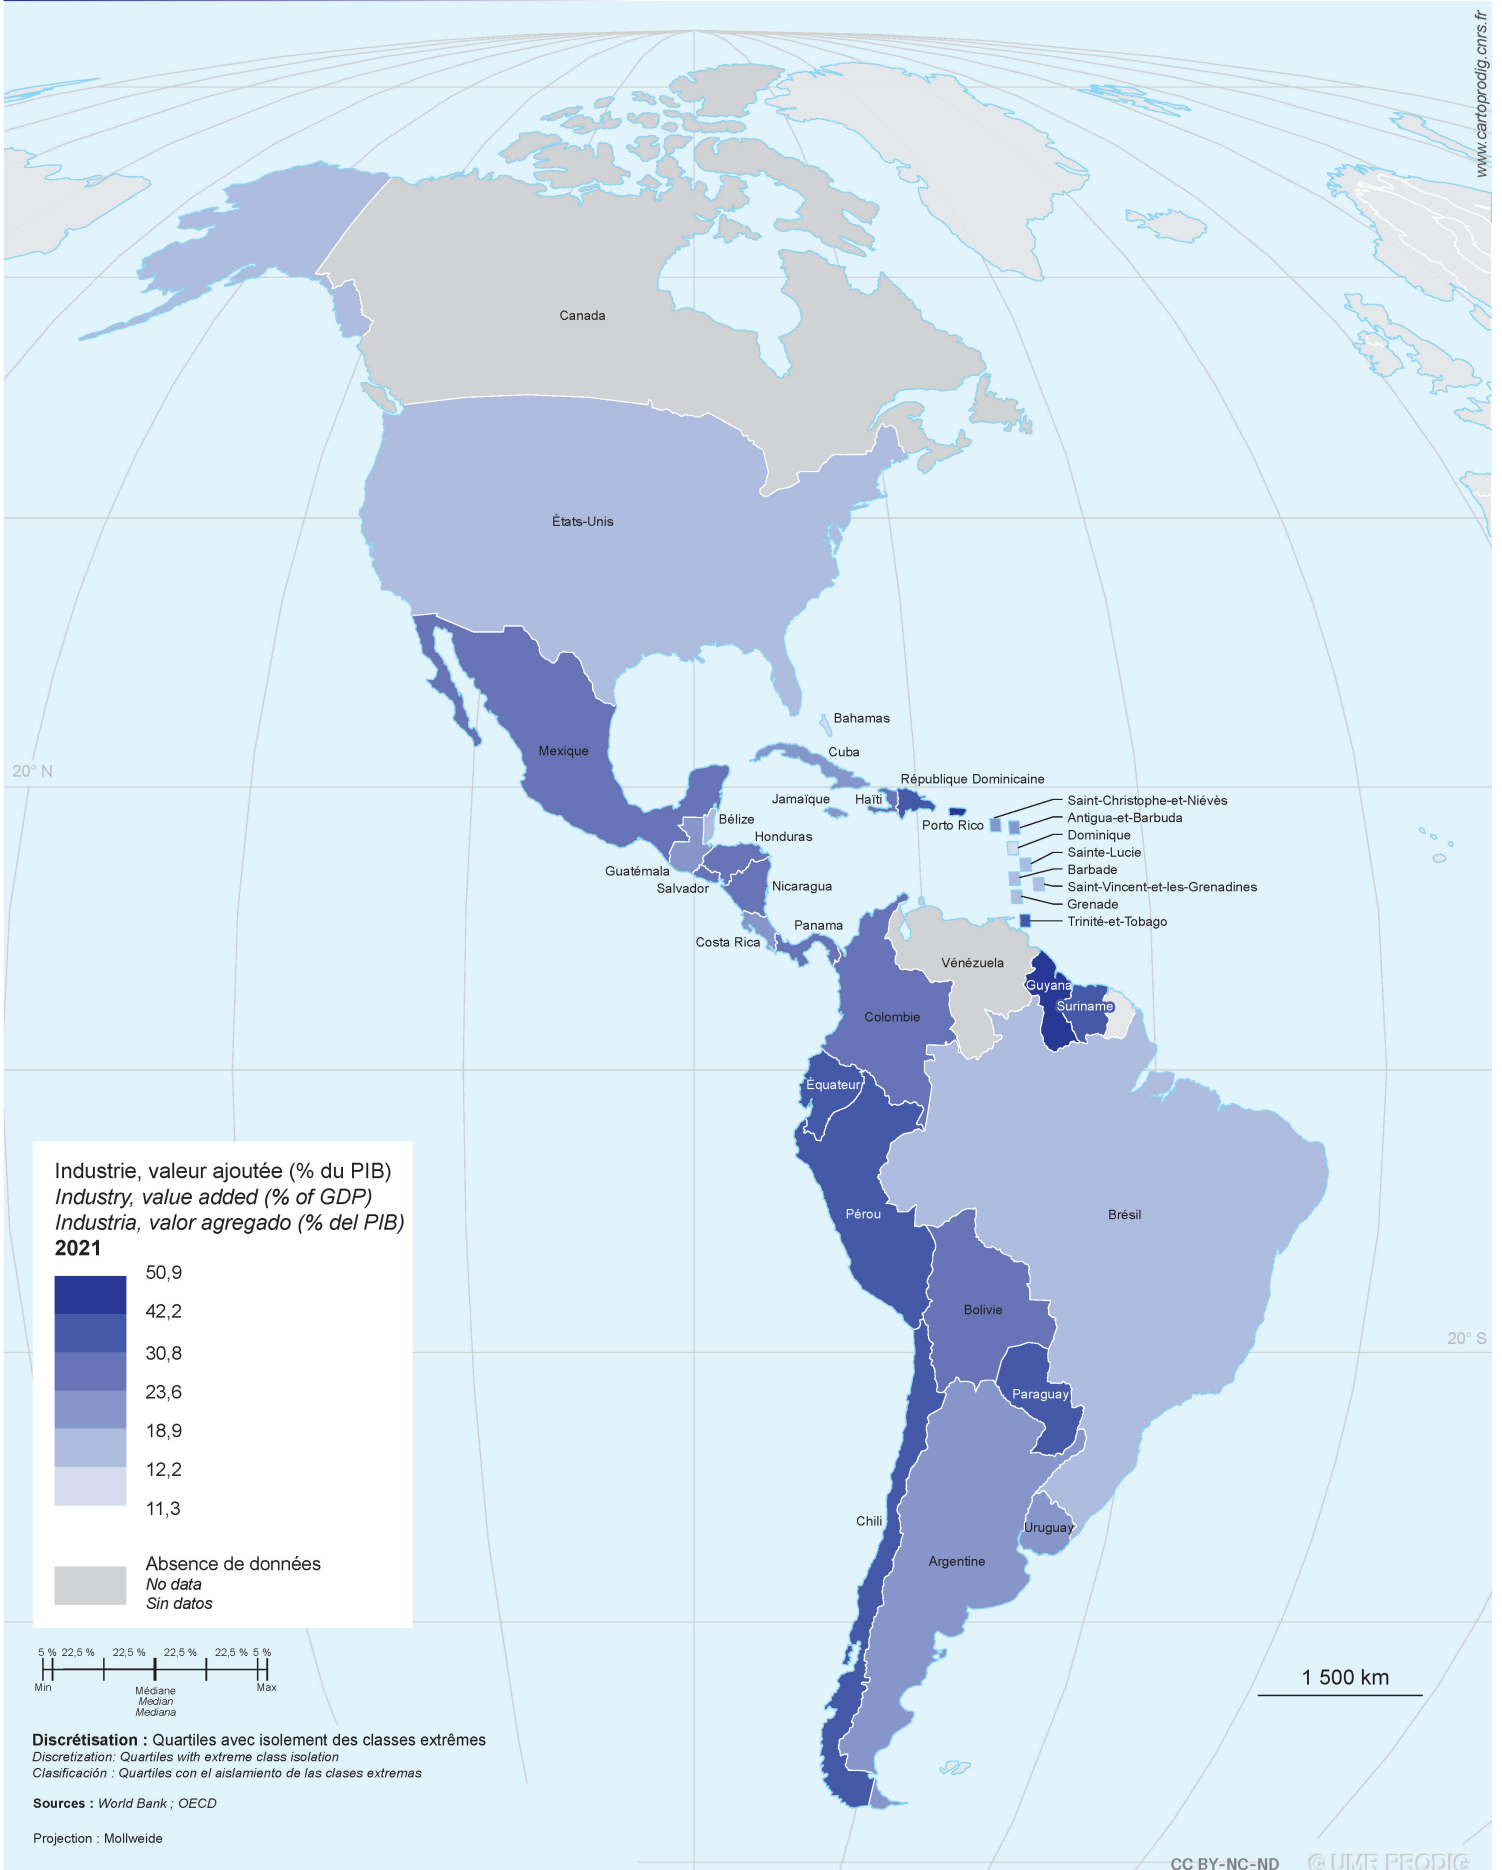 www.cartoprodig.cnrs.fr
Canada
États-Unis
Bahamas
Mexique
Cuba
20° N
République Dominicaine
Jamaïque
Haïti
Saint-Christophe-et-Niévès
Bélize
Porto Rico
Antigua-et-Barbuda
Honduras
Dominique
Sainte-Lucie
Guatémala
Barbade
Salvador
Nicaragua
Saint-Vincent-et-les-Grenadines
Grenade
Panama
Trinité-et-Tobago
Costa Rica
Vénézuela
Guyana
Suriname
Colombie
Équateur
Pérou
Brésil
Bolivie
20° S
Paraguay
Chili
Uruguay
Argentine
Industrie, valeur ajoutée (% du PIB)
Industry, value added (% of GDP)
Industria, valor agregado (% del PIB)
2021
50,9
42,2
30,8
23,6
18,9
12,2
11,3
Absence de données
No data
Sin datos
5 % 22,5 % 22,5 % 22,5 % 22,5 % 5 %
Min Médiane Max
Median
Mediana
1 500 km
Discrétisation : Quartiles avec isolement des classes extrêmes
Discretization: Quartiles with extreme class isolation
Clasificación : Quartiles con el aislamiento de las clases extremas
Sources : World Bank ; OECD
Projection : Mollweide
CC BY-NC-ND © UMR PRODIG